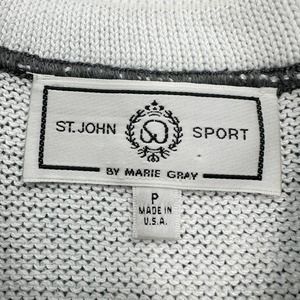 ST. JOHN SPORT
BY MARIE GRAY
P
MADE IN
U.S.A.